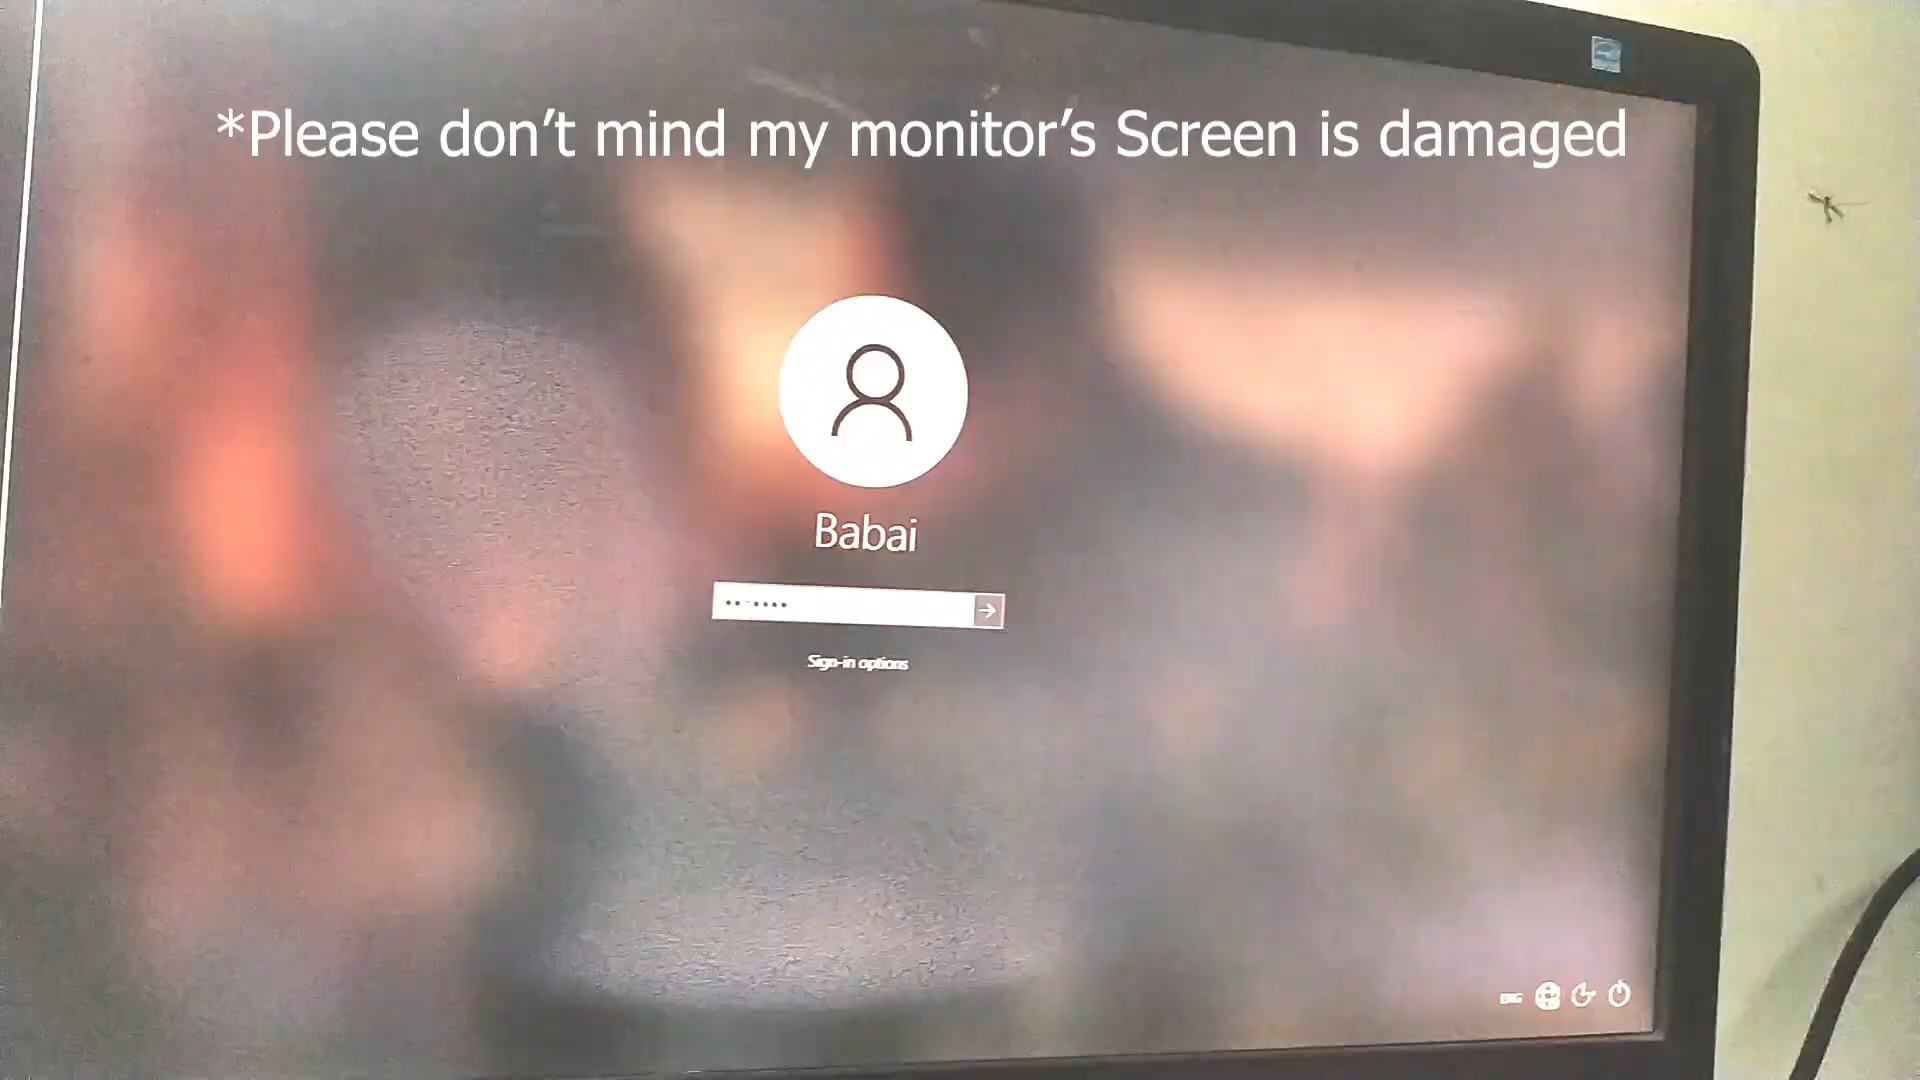 *Please don’t mind my monitor’s Screen is damaged
Babai
Sign-in options
ENG